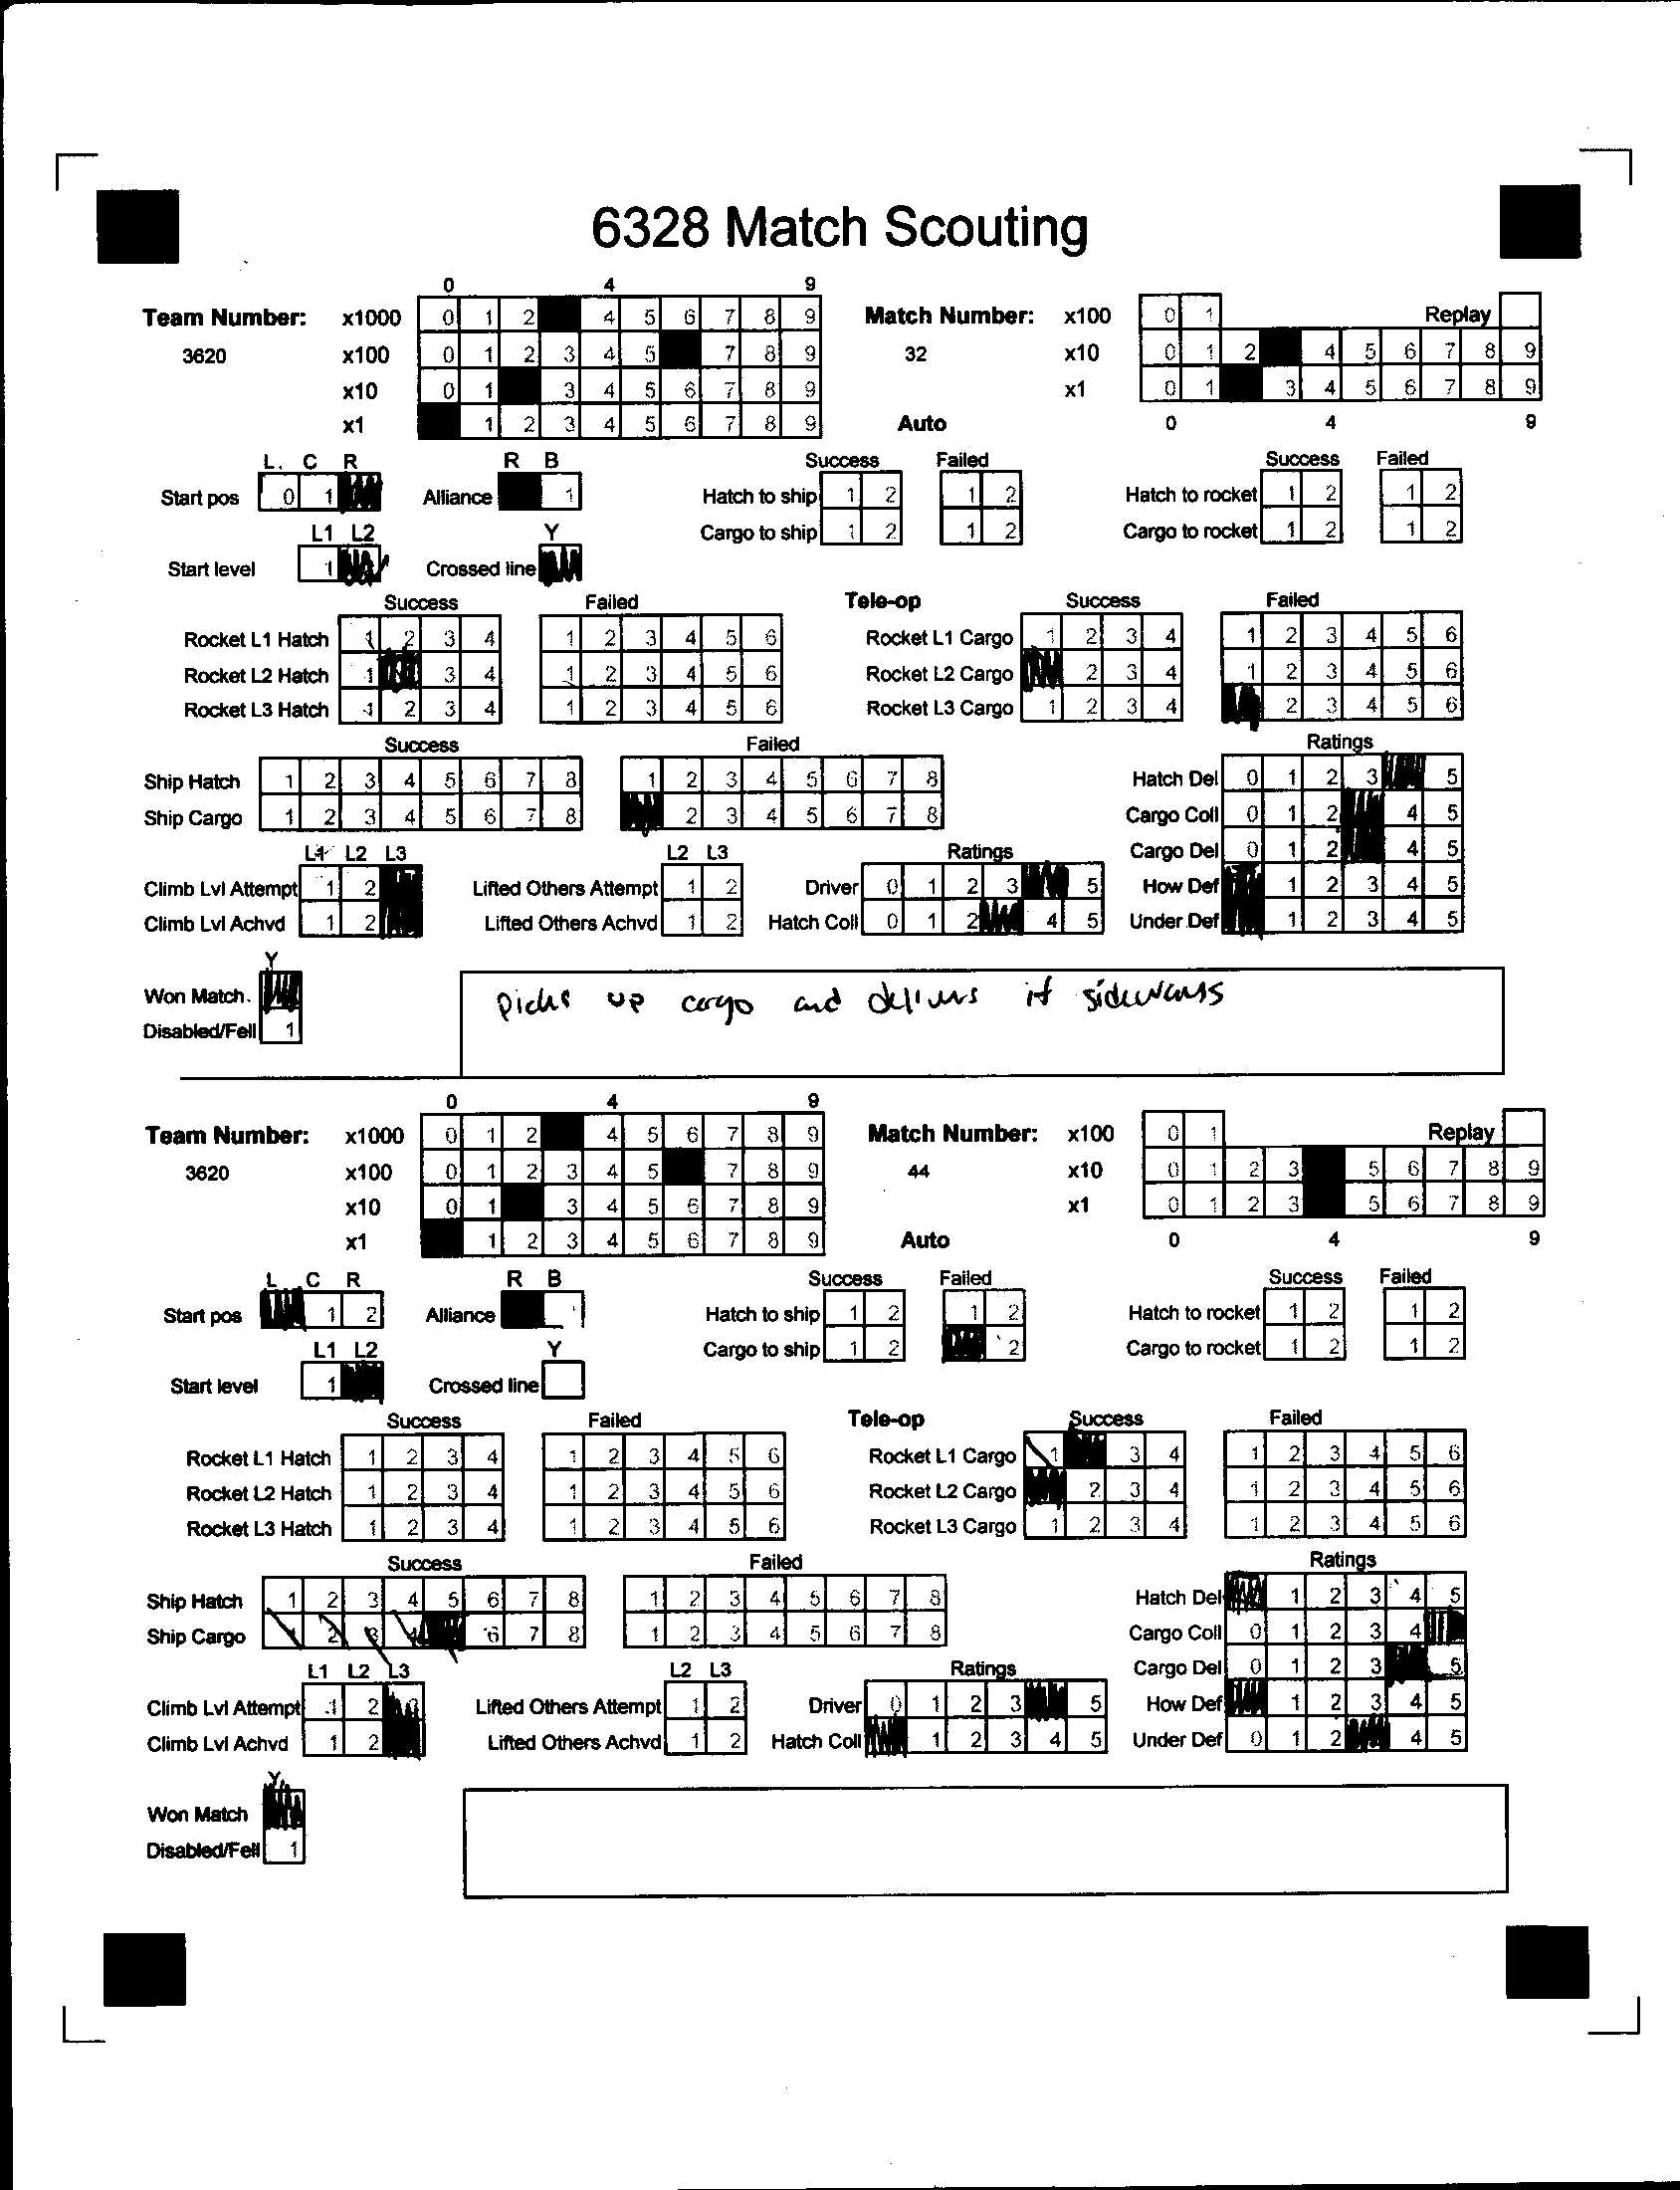 6328 Match Scouting
0 4 9
Team Number: x1000 0 1 2 4 5 6 7 8 9 Match Number: x100 0 1 Replay
3620 x100 0 1 2 3 4 5 7 8 9 32 x10 0 1 2 4 5 6 7 8 9
x10 0 1 3 4 5 6 7 8 9 x1 0 1 3 4 5 6 7 8 9
x1 1 2 3 4 5 6 7 8 9 Auto 0 4 9
L C R R B Success Failed Success Failed
Start pos 0 1 Alliance 1 Hatch to ship 1 2 1 2 Hatch to rocket 1 2 1 2
L1 L2 Y Cargo to ship 1 2 1 2 Cargo to rocket 1 2 1 2
Start level 1 Crossed line
Success Failed Tele-op Success Failed
Rocket L1 Hatch 1 2 3 4 1 2 3 4 5 6 Rocket L1 Cargo 1 2 3 4 1 2 3 4 5 6
Rocket L2 Hatch 1 3 4 1 2 3 4 5 6 Rocket L2 Cargo 2 3 4 1 2 3 4 5 6
Rocket L3 Hatch 1 2 3 4 1 2 3 4 5 6 Rocket L3 Cargo 1 2 3 4 2 3 4 5 6
Success Failed Ratings
Ship Hatch 1 2 3 4 5 6 7 8 1 2 3 4 5 6 7 8 Hatch Del 0 1 2 3 5
Ship Cargo 1 2 3 4 5 6 7 8 2 3 4 5 6 7 8 Cargo Coll 0 1 2 4 5
L1 L2 L3 L2 L3 Ratings Cargo Del 0 1 2 4 5
Climb Lvl Attempt 1 2 Lifted Others Attempt 1 2 Driver 0 1 2 3 5 How Def 1 2 3 4 5
Climb Lvl Achvd 1 2 Lifted Others Achvd 1 2 Hatch Coll 0 1 2 4 5 Under Def 1 2 3 4 5
Y
Won Match
Picks up cargo and delivers it sideways
Disabled/Fell 1
0 4 9
Team Number: x1000 0 1 2 4 5 6 7 8 9 Match Number: x100 0 1 Replay
3620 x100 0 1 2 3 4 5 7 8 9 44 x10 0 1 2 3 5 6 7 8 9
x10 0 1 3 4 5 6 7 8 9 x1 0 1 2 3 5 6 7 8 9
x1 1 2 3 4 5 6 7 8 9 Auto 0 4 9
L C R R B Success Failed Success Failed
Start pos 1 2 Alliance Hatch to ship 1 2 1 2 Hatch to rocket 1 2 1 2
L1 L2 Y Cargo to ship 1 2 2 Cargo to rocket 1 2 1 2
Start level 1 Crossed line
Success Failed Tele-op Success Failed
Rocket L1 Hatch 1 2 3 4 1 2 3 4 5 6 Rocket L1 Cargo 1 3 4 1 2 3 4 5 6
Rocket L2 Hatch 1 2 3 4 1 2 3 4 5 6 Rocket L2 Cargo 2 3 4 1 2 3 4 5 6
Rocket L3 Hatch 1 2 3 4 1 2 3 4 5 6 Rocket L3 Cargo 1 2 3 4 1 2 3 4 5 6
Success Failed Ratings
Ship Hatch 1 2 3 4 5 6 7 8 1 2 3 4 5 6 7 8 Hatch Del 1 2 3 4 5
Ship Cargo 1 2 3 4 6 7 8 1 2 3 4 5 6 7 8 Cargo Coll 0 1 2 3 4
L1 L2 L3 L2 L3 Ratings Cargo Del 0 1 2 3 5
Climb Lvl Attempt 1 2 Lifted Others Attempt 1 2 Driver 0 1 2 3 5 How Def 1 2 3 4 5
Climb Lvl Achvd 1 2 Lifted Others Achvd 1 2 Hatch Coll 1 2 3 4 5 Under Def 0 1 2 4 5
Y
Won Match
Disabled/Fell 1